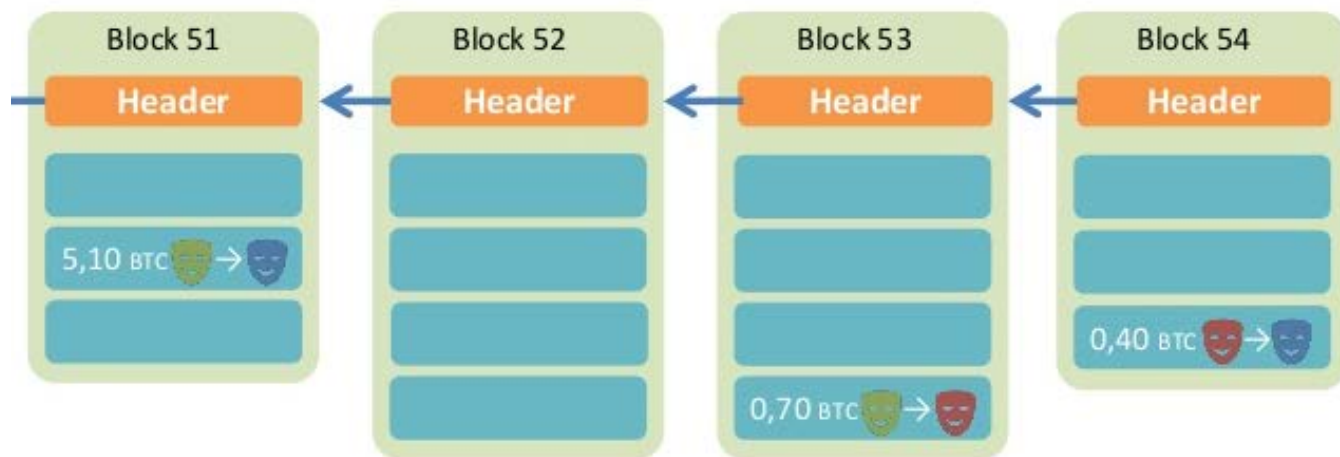 Block 51
Header
5,10 BTC →
Block 52
Header
Block 53
Header
0,70 BTC →
Block 54
Header
0,40 BTC →